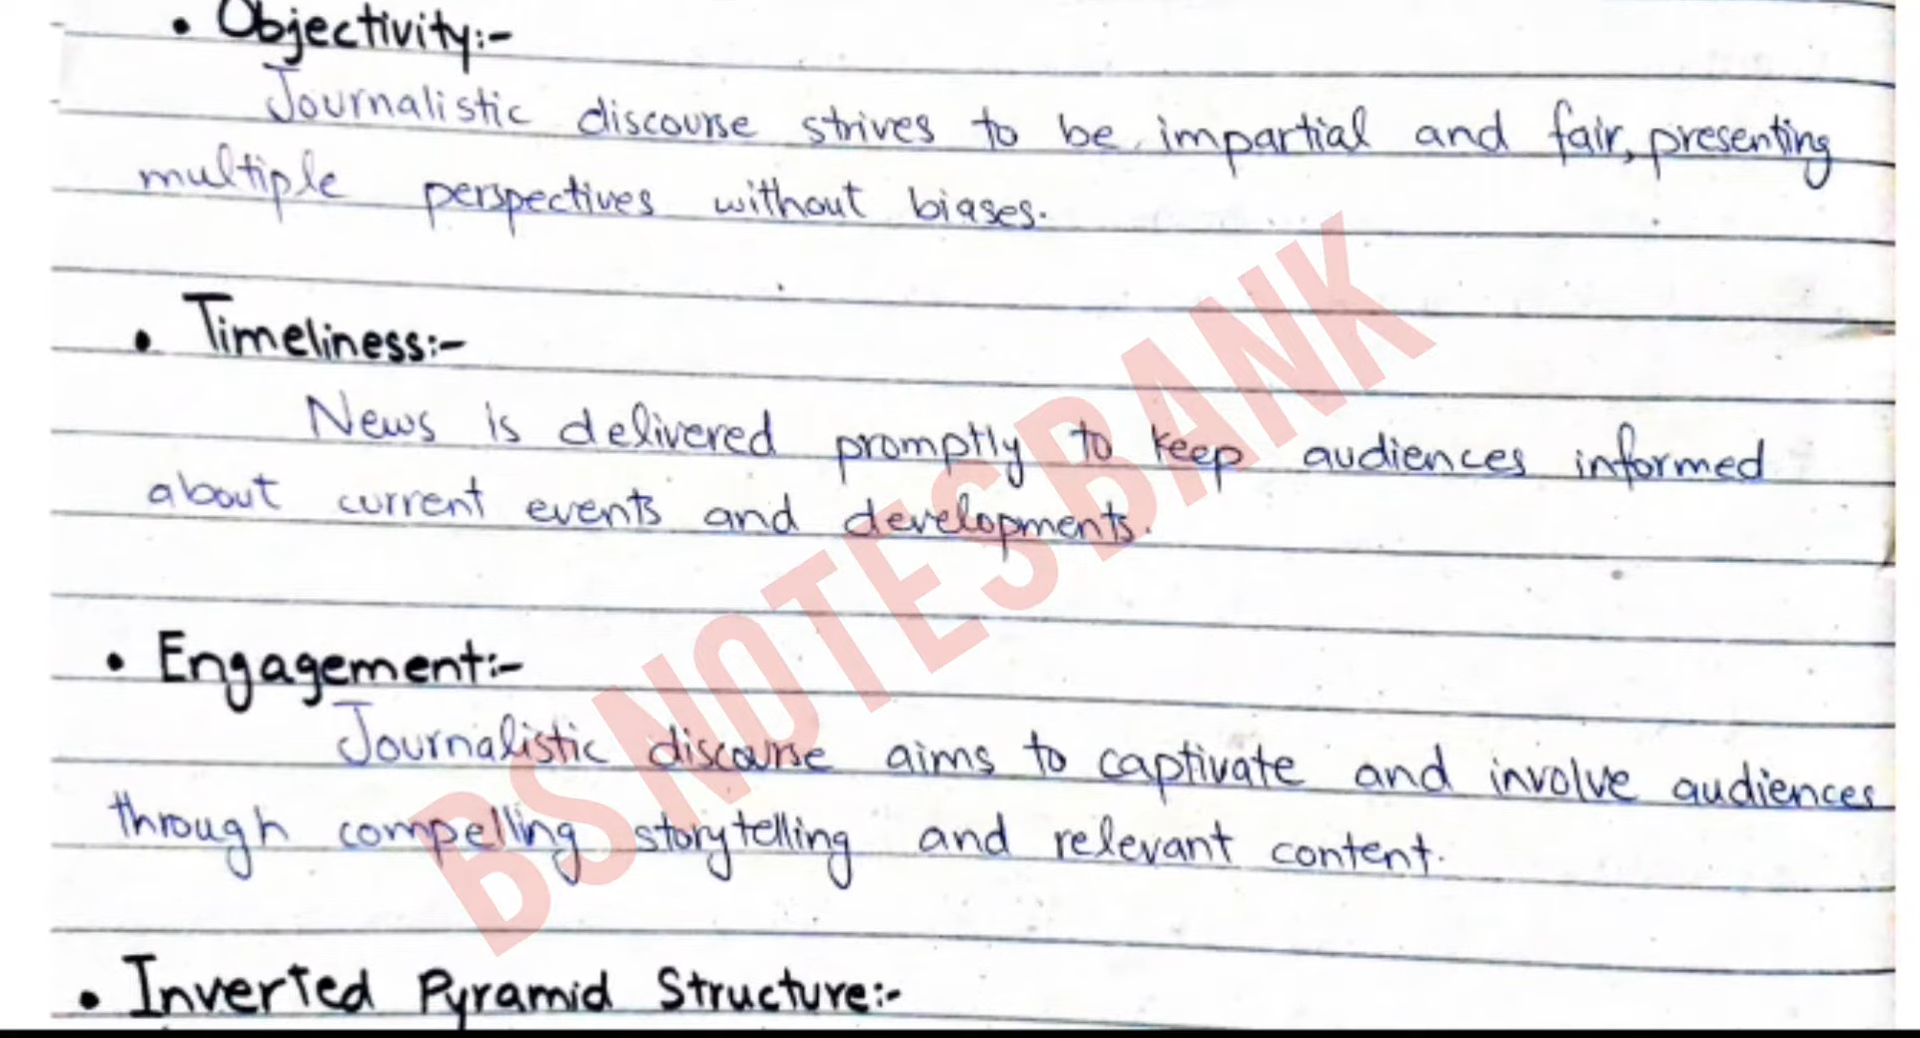 • Objectivity:-
Journalistic discourse strives to be impartial and fair, presenting
multiple perspectives without biases.
• Timeliness:-
News is delivered promptly to keep audiences informed
about current events and developments.
• Engagement:-
Journalistic discourse aims to captivate and involve audiences
through compelling storytelling and relevant content.
• Inverted Pyramid Structure:-
BSNOTESBANK